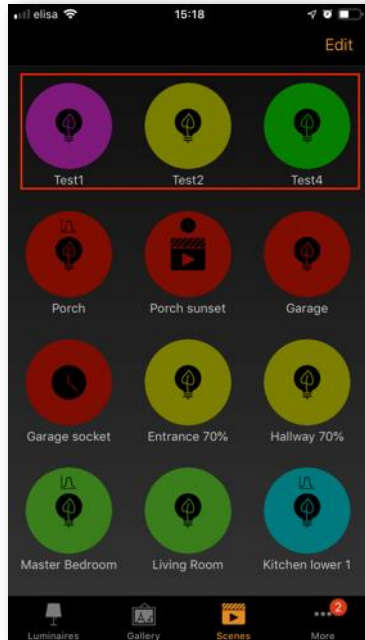 elisa 15:18
Edit
Test1 Test2 Test4
Porch Porch sunset Garage
Garage socket Entrance 70% Hallway 70%
Master Bedroom Living Room Kitchen lower 1
2
Luminaires Gallery Scenes More